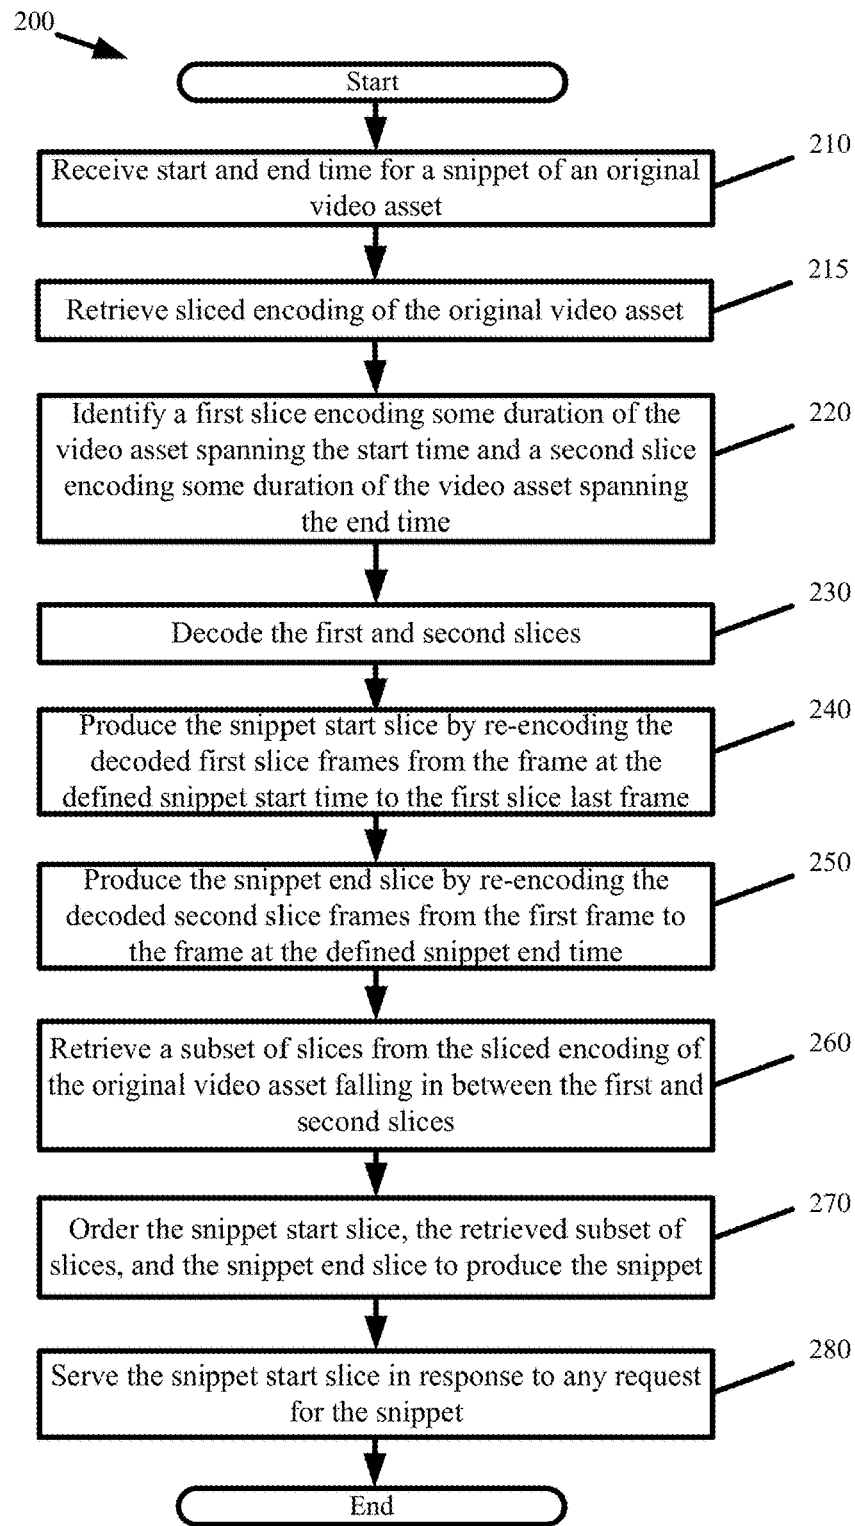 200
Start
210
Receive start and end time for a snippet of an original
video asset
215
Retrieve sliced encoding of the original video asset
220
Identify a first slice encoding some duration of the
video asset spanning the start time and a second slice
encoding some duration of the video asset spanning
the end time
230
Decode the first and second slices
240
Produce the snippet start slice by re-encoding the
decoded first slice frames from the frame at the
defined snippet start time to the first slice last frame
250
Produce the snippet end slice by re-encoding the
decoded second slice frames from the first frame to
the frame at the defined snippet end time
260
Retrieve a subset of slices from the sliced encoding of
the original video asset falling in between the first and
second slices
270
Order the snippet start slice, the retrieved subset of
slices, and the snippet end slice to produce the snippet
280
Serve the snippet start slice in response to any request
for the snippet
End